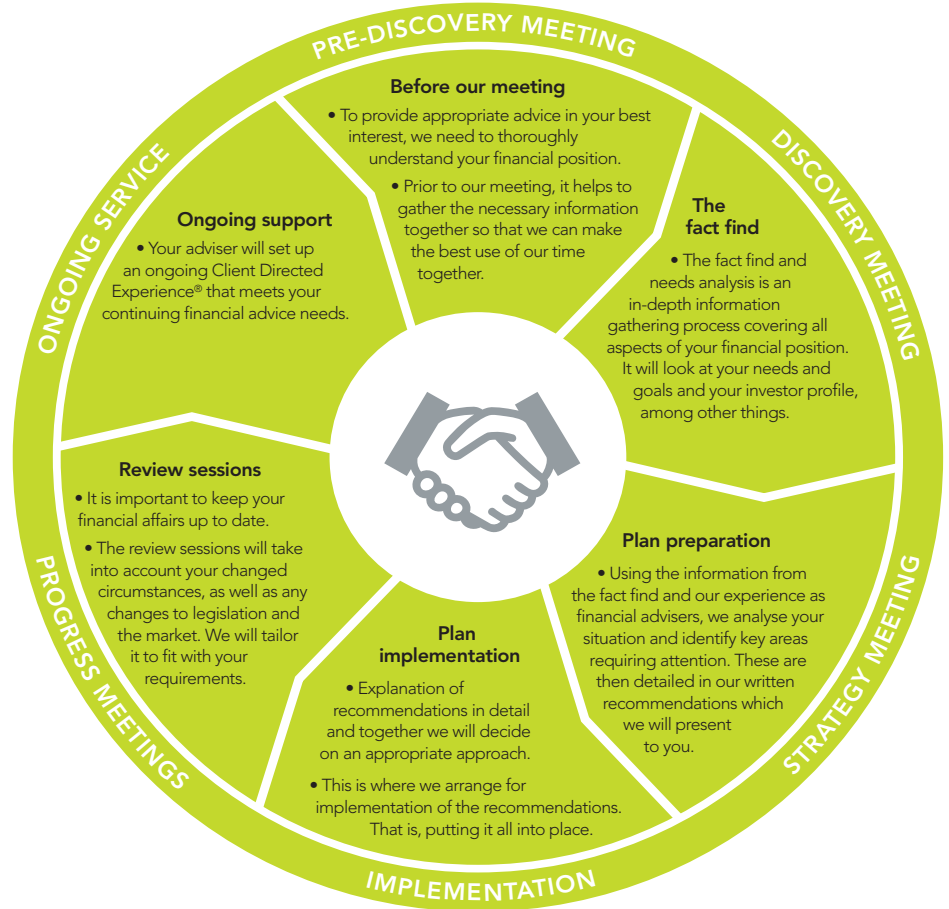 PRE-DISCOVERY MEETING
Before our meeting
• To provide appropriate advice in your best
interest, we need to thoroughly
understand your financial position.
• Prior to our meeting, it helps to
gather the necessary information
together so that we can make
the best use of our time
together.
DISCOVERY MEETING
The
fact find
• The fact find and
needs analysis is an
in-depth information
gathering process covering all
aspects of your financial position.
It will look at your needs and
goals and your investor profile,
among other things.
STRATEGY MEETING
Plan preparation
• Using the information from
the fact find and our experience as
financial advisers, we analyse your
situation and identify key areas
requiring attention. These are
then detailed in our written
recommendations which
we will present
to you.
IMPLEMENTATION
Plan
implementation
• Explanation of
recommendations in detail
and together we will decide
on an appropriate approach.
• This is where we arrange for
implementation of the recommendations.
That is, putting it all into place.
PROGRESS MEETINGS
Review sessions
• It is important to keep your
financial affairs up to date.
• The review sessions will take
into account your changed
circumstances, as well as any
changes to legislation and
the market. We will tailor
it to fit with your
requirements.
ONGOING SERVICE
Ongoing support
• Your adviser will set up
an ongoing Client Directed
Experience® that meets your
continuing financial advice needs.